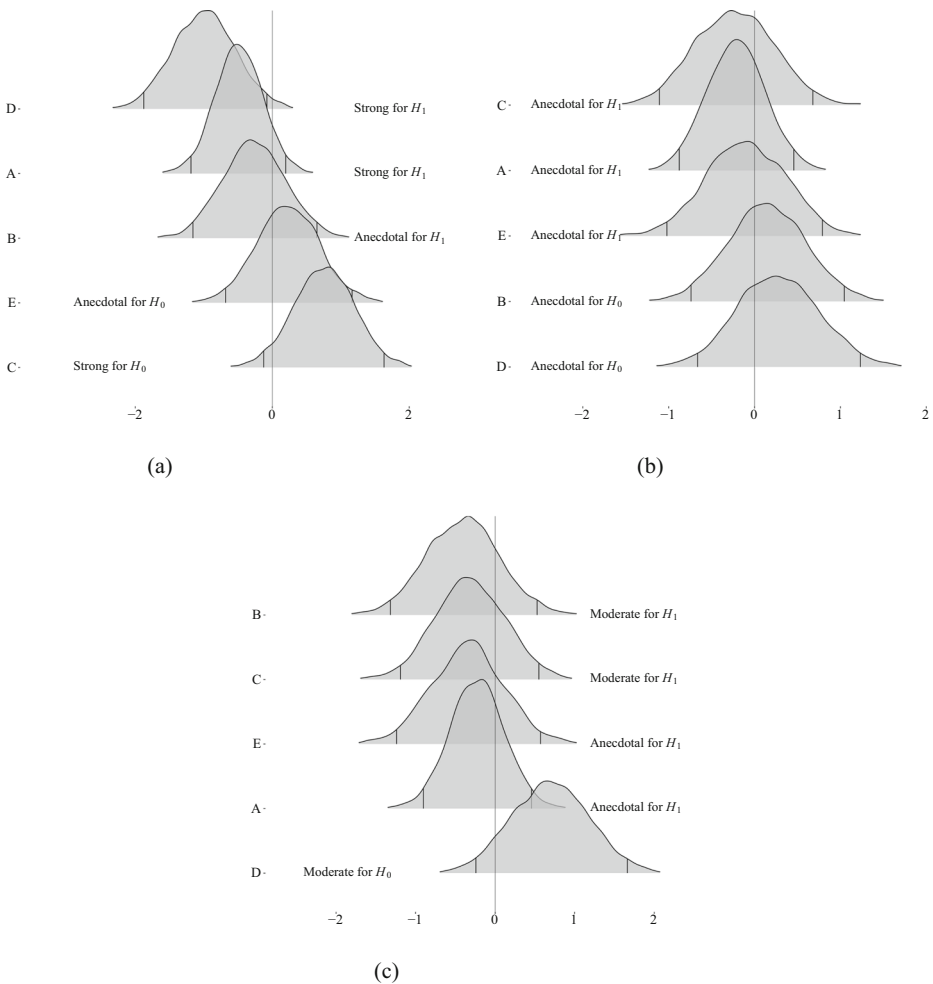 D
Strong for H1
A
Strong for H1
B
Anecdotal for H1
E
Anecdotal for H0
C
Strong for H0
−2 0 2
(a)
C
Anecdotal for H1
A
Anecdotal for H1
E
Anecdotal for H1
B
Anecdotal for H0
D
Anecdotal for H0
−2 −1 0 1 2
(b)
B
Moderate for H1
C
Moderate for H1
E
Anecdotal for H1
A
Anecdotal for H1
D
Moderate for H0
−2 −1 0 1 2
(c)